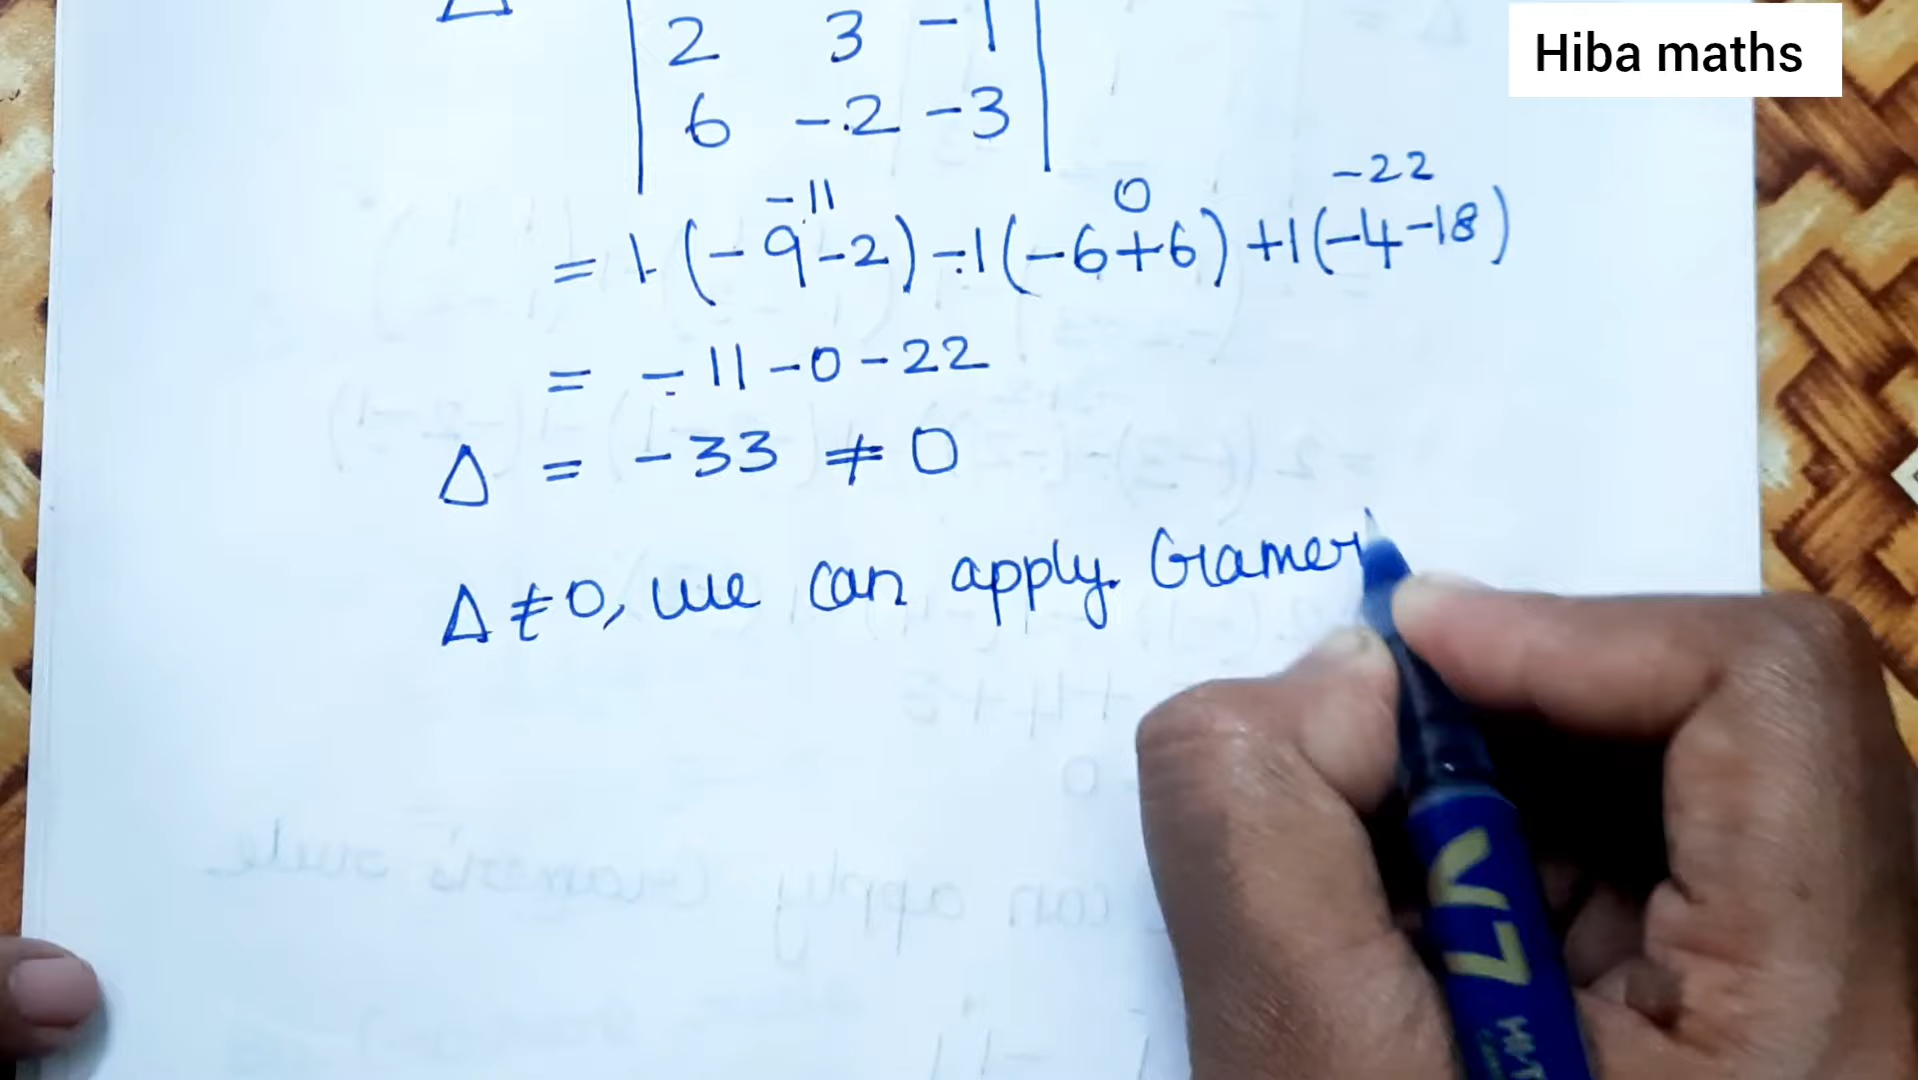 Hiba maths
Δ
2 3 -1
6 -2 -3
-11 0 -22
= 1 (-9-2) -1(-6+6) +1(-4-18)
= -11-0-22
Δ = -33 ≠ 0
Δ ≠ 0, we can apply Gramer
V7